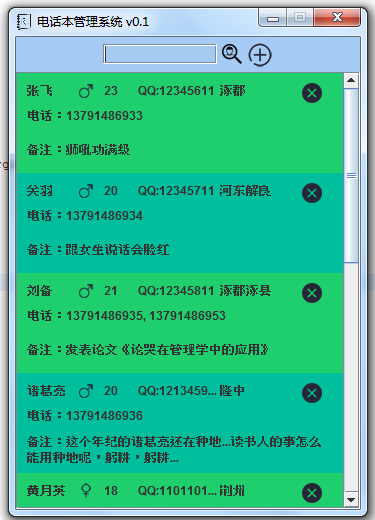 电话本管理系统 v0.1
张飞 23 QQ:12345611 涿郡
电话：13791486933
备注：狮吼功满级
关羽 20 QQ:12345711 河东解良
电话：13791486934
备注：跟女生说话会脸红
刘备 21 QQ:12345811 涿郡涿县
电话：13791486935, 13791486953
备注：发表论文《论哭在管理学中的应用》
诸葛亮 20 QQ:1213459... 隆中
电话：13791486936
备注：这个年纪的诸葛亮还在种地...读书人的事怎么
能用种地呢，躬耕，躬耕...
黄月英 18 QQ:1101101... 荆州